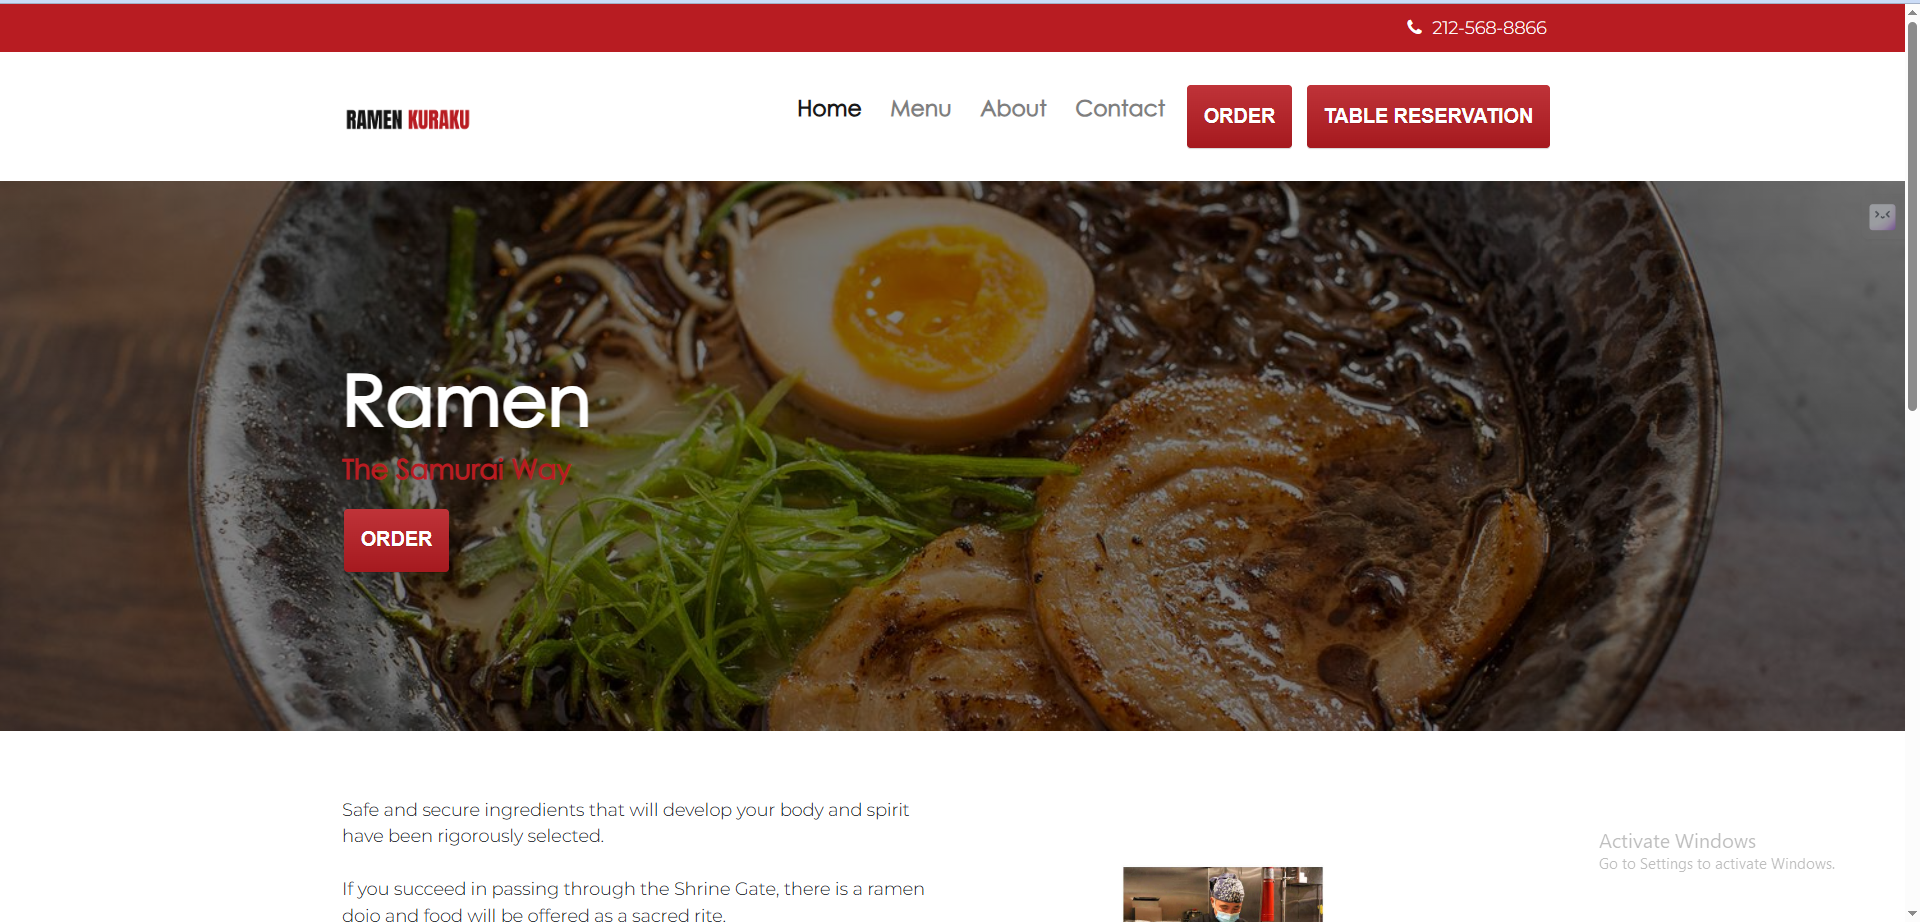 212-568-8866
RAMEN KURAKU
Home Menu About Contact ORDER TABLE RESERVATION
Ramen
The Samurai Way
ORDER
Safe and secure ingredients that will develop your body and spirit
have been rigorously selected.
If you succeed in passing through the Shrine Gate, there is a ramen
dojo and food will be offered as a sacred rite.
Activate Windows
Go to Settings to activate Windows.